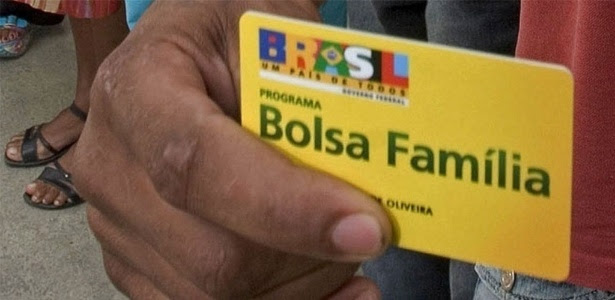 BRASIL
UM PAÍS DE TODOS
GOVERNO FEDERAL
PROGRAMA
Bolsa Família
OLIVEIRA